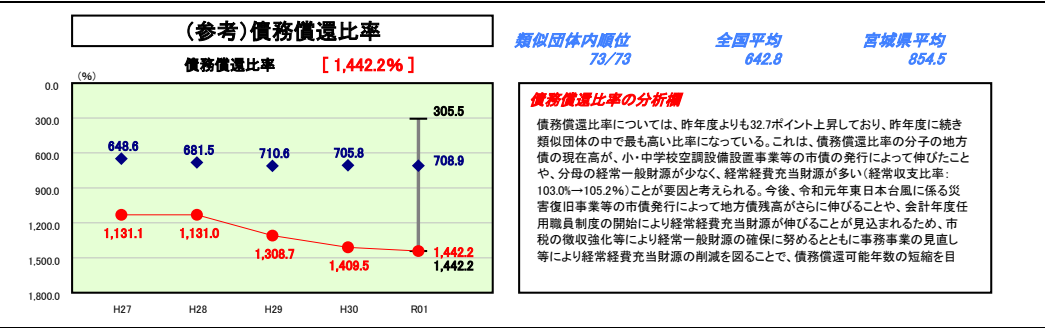 (参考)債務償還比率
債務償還比率 [ 1,442.2% ]
類似団体内順位 全国平均 宮城県平均
73/73 642.8 854.5
(%)
0.0
300.0
600.0
900.0
1,200.0
1,500.0
1,800.0
305.5
648.6 681.5 710.6 705.8 708.9
1,131.1 1,131.0 1,308.7 1,409.5 1,442.2
1,442.2
H27 H28 H29 H30 R01
債務償還比率の分析欄
債務償還比率については、昨年度よりも32.7ポイント上昇しており、昨年度に続き
類似団体の中で最も高い比率になっている。これは、債務償還比率の分子の地方
債の現在高が、小・中学校空調設備設置事業等の市債の発行によって伸びたこと
や、分母の経常一般財源が少なく、経常経費充当財源が多い(経常収支比率:
103.0%→105.2%)ことが要因と考えられる。今後、令和元年東日本台風に係る災
害復旧事業等の市債発行によって地方債残高がさらに伸びることや、会計年度任
用職員制度の開始により経常経費充当財源が伸びることが見込まれるため、市
税の徴収強化等により経常一般財源の確保に努めるとともに事務事業の見直し
等により経常経費充当財源の削減を図ることで、債務償還可能年数の短縮を目